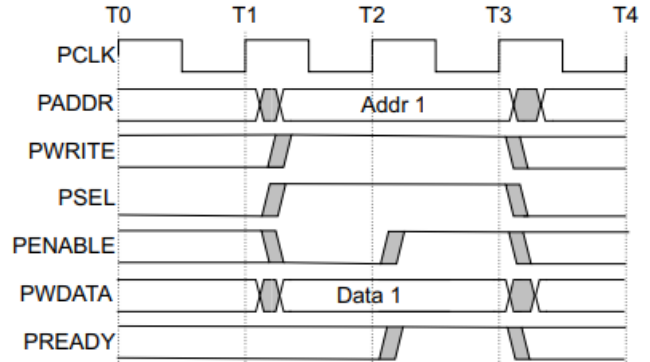 T0 T1 T2 T3 T4
PCLK
PADDR Addr 1
PWRITE
PSEL
PENABLE
PWDATA Data 1
PREADY